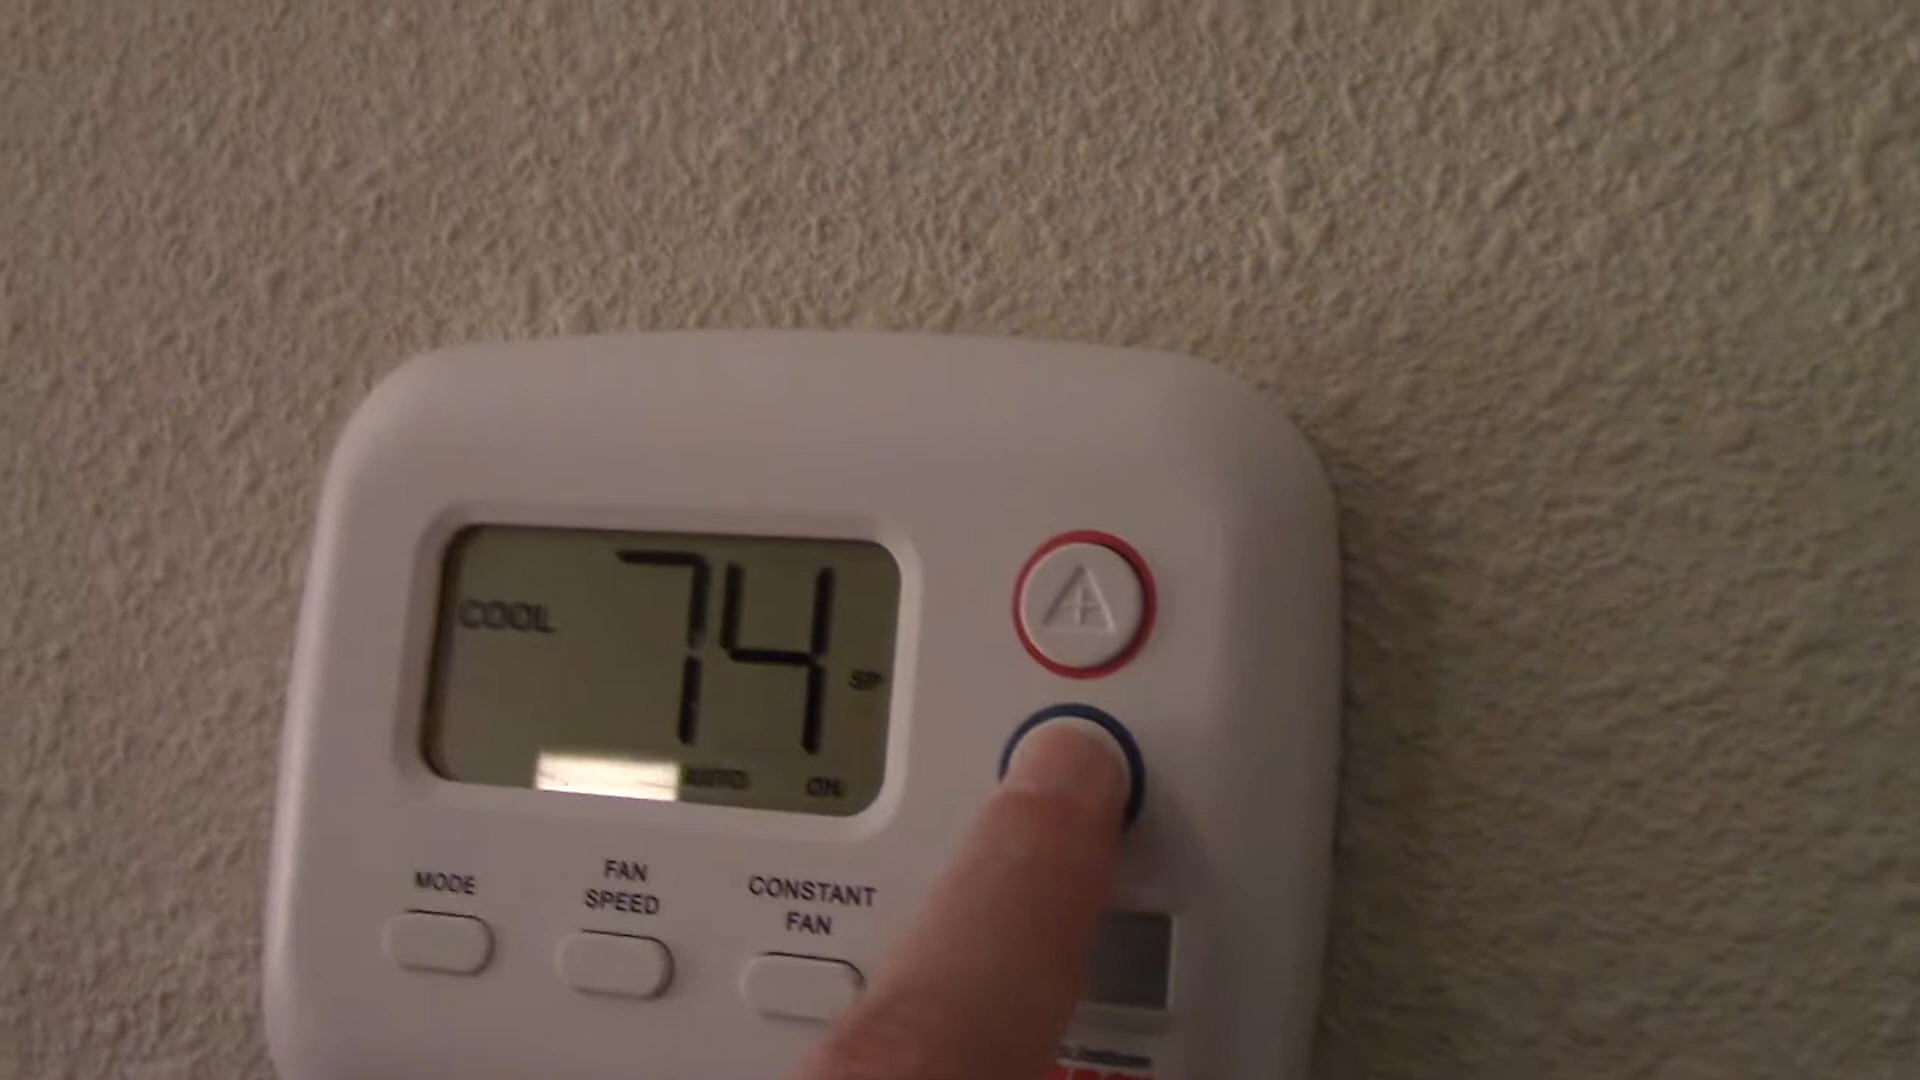 74
COOL
SP
AUTO ON
MODE
FAN
SPEED
CONSTANT
FAN